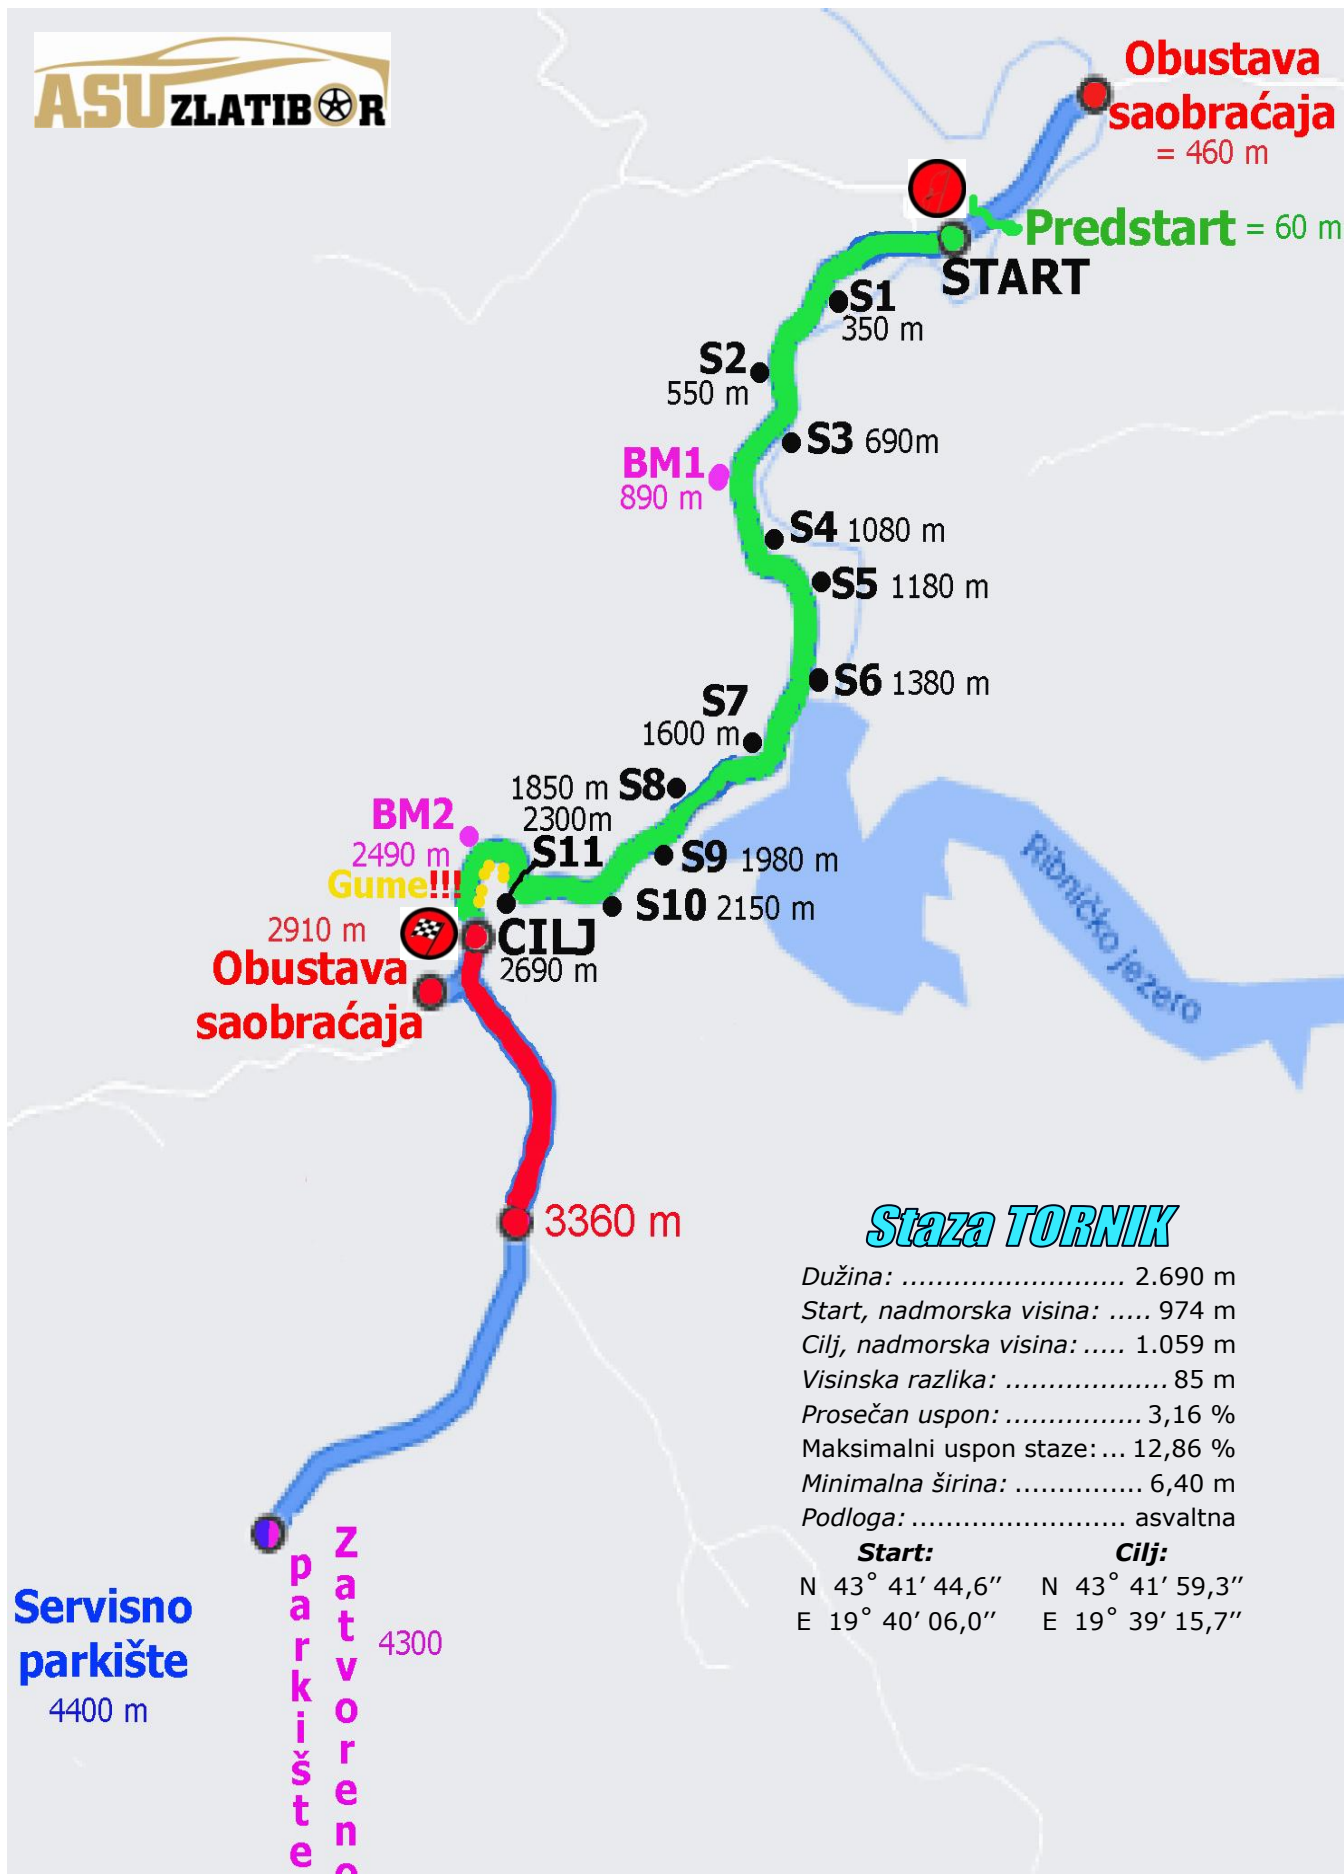 ASU ZLATIBOR
Obustava
saobraćaja
= 460 m
Predstart = 60 m
START
S1
350 m
S2
550 m
S3 690m
BM1
890 m
S4 1080 m
S5 1180 m
S6 1380 m
S7
1600 m
1850 m S8
2300m
S11
BM2
2490 m
Gume!!!
S9 1980 m
S10 2150 m
CILJ
2690 m
2910 m
Obustava
saobraćaja
Ribničko jezero
3360 m
Staza TORNIK
Dužina: .......................... 2.690 m
Start, nadmorska visina: ..... 974 m
Cilj, nadmorska visina: ..... 1.059 m
Visinska razlika: ................... 85 m
Prosečan uspon: ................ 3,16 %
Maksimalni uspon staze: ... 12,86 %
Minimalna širina: ............... 6,40 m
Podloga: ......................... asvaltna
Start: Cilj:
N 43° 41′ 44,6″ N 43° 41′ 59,3″
E 19° 40′ 06,0″ E 19° 39′ 15,7″
Servisno
parkište
4400 m
Zatvoreno
parkište
4300